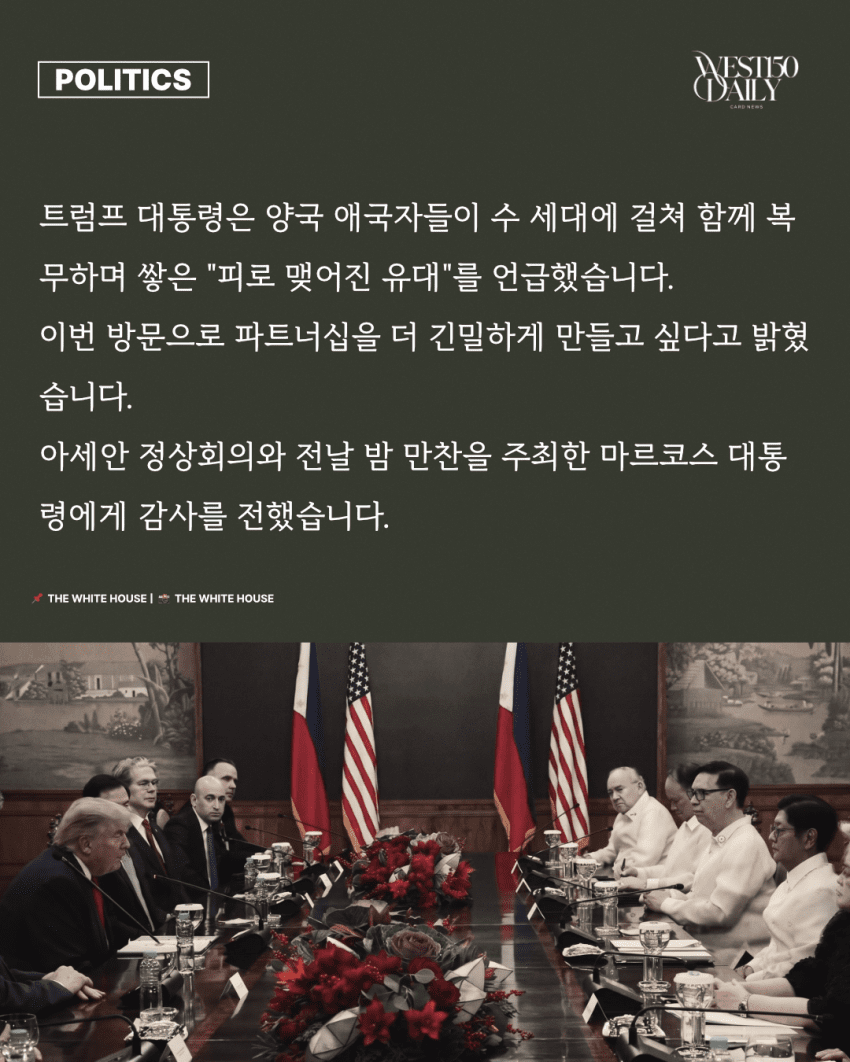 POLITICS
WEST150
DAILY
CARD NEWS
트럼프 대통령은 양국 애국자들이 수 세대에 걸쳐 함께 복
무하며 쌓은 "피로 맺어진 유대"를 언급했습니다.
이번 방문으로 파트너십을 더 긴밀하게 만들고 싶다고 밝혔
습니다.
아세안 정상회의와 전날 밤 만찬을 주최한 마르코스 대통
령에게 감사를 전했습니다.
THE WHITE HOUSE | THE WHITE HOUSE